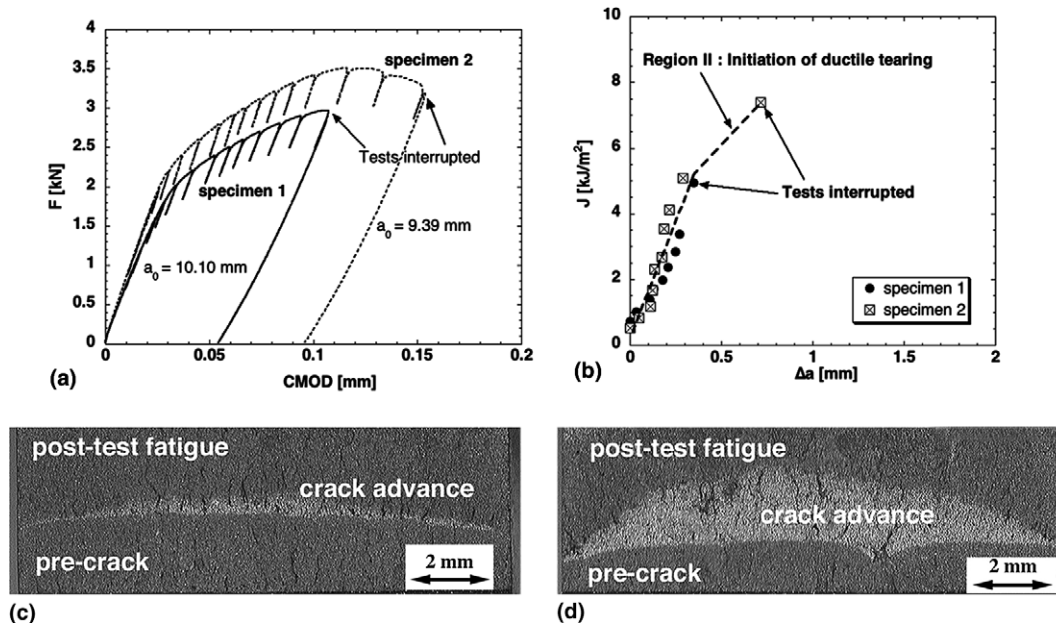 4
3.5
3
2.5
2
1.5
1
0.5
0
F [kN]
specimen 2
Tests interrupted
specimen 1
a0 = 9.39 mm
a0 = 10.10 mm
0 0.05 0.1 0.15 0.2
(a) CMOD [mm]
10
8
6
4
2
0
J [kJ/m²]
Region II : Initiation of ductile tearing
Tests interrupted
specimen 1
specimen 2
0 0.5 1 1.5 2
(b) Δa [mm]
post-test fatigue
crack advance
pre-crack
2 mm
(c)
post-test fatigue
crack advance
pre-crack
2 mm
(d)